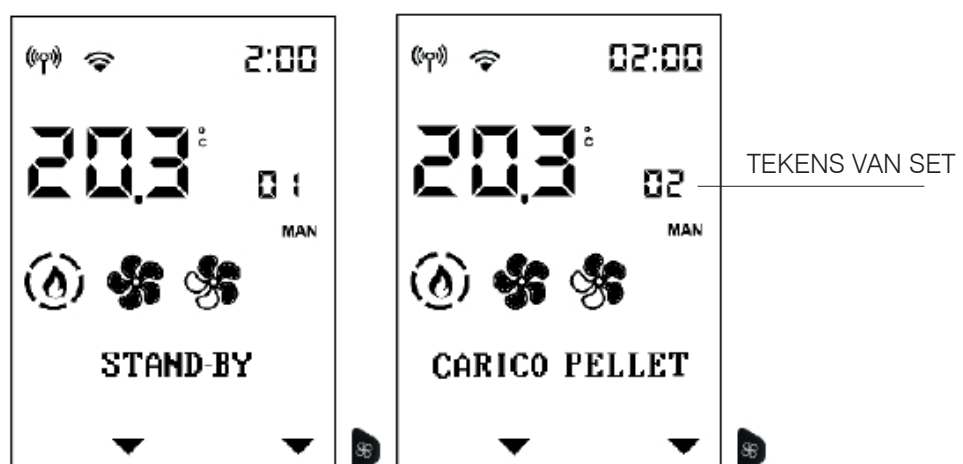 2:00
20.3 °C
01
MAN
STAND-BY
02:00
20.3 °C
02
MAN
CARICO PELLET
TEKENS VAN SET